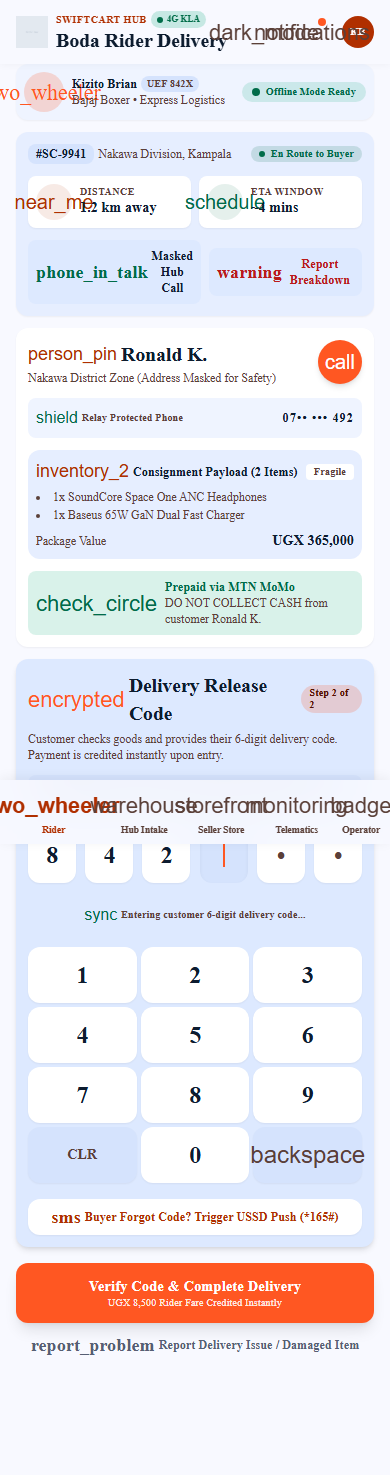 SWIFTCART HUB 4G KLA
Boda Rider Delivery
dark_mode
Kizito Brian UEF 842X
Bajaj Boxer • Express Logistics
Offline Mode Ready
#SC-9941 Nakawa Division, Kampala En Route to Buyer
near_me DISTANCE
1.2 km away
schedule ETA WINDOW
~4 mins
phone_in_talk Masked Hub Call
warning Report Breakdown
person_pin Ronald K.
call
Nakawa District Zone (Address Masked for Safety)
shield Relay Protected Phone 07•• ••• 492
inventory_2 Consignment Payload (2 Items) Fragile
• 1x SoundCore Space One ANC Headphones
• 1x Baseus 65W GaN Dual Fast Charger
Package Value UGX 365,000
check_circle Prepaid via MTN MoMo
DO NOT COLLECT CASH from
customer Ronald K.
encrypted Delivery Release Code
Step 2 of 2
Customer checks goods and provides their 6-digit delivery code.
Payment is credited instantly upon entry.
wo_wheeler warehouse storefront monitoring badge
Rider Hub Intake Seller Store Telematics Operator
8 4 2 | • •
sync Entering customer 6-digit delivery code...
1 2 3
4 5 6
7 8 9
CLR 0 backspace
sms Buyer Forgot Code? Trigger USSD Push (*165#)
Verify Code & Complete Delivery
UGX 8,500 Rider Fare Credited Instantly
report_problem Report Delivery Issue / Damaged Item